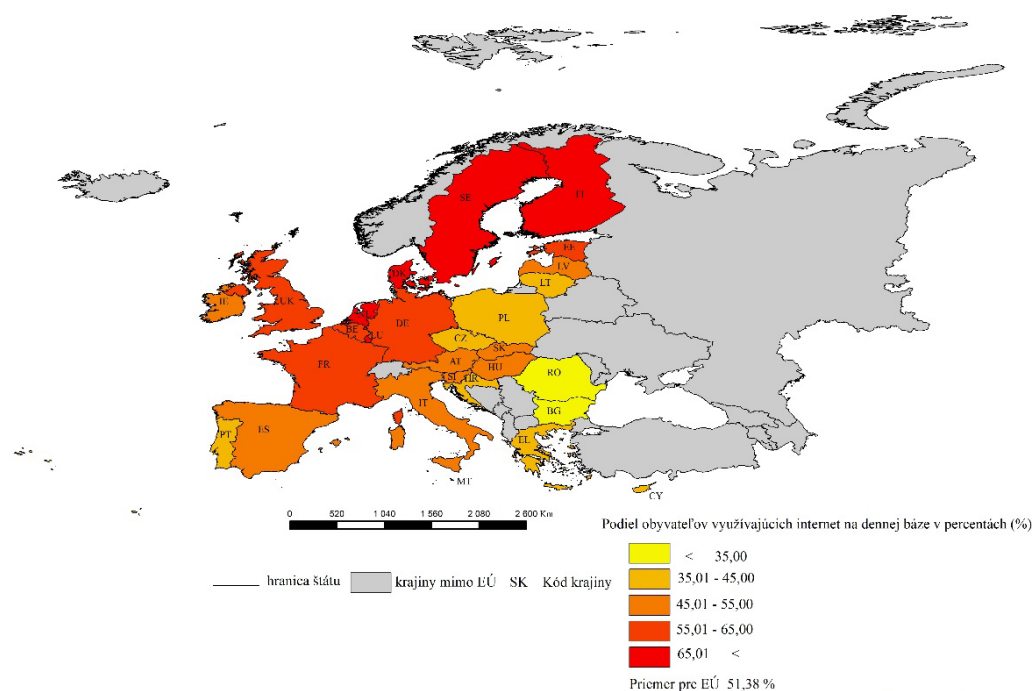 SE
FI
EE
LV
DK
LT
IE
UK
NL
PL
DE
BE
LU
CZ
SK
FR
AT
HU
RO
SI
HR
IT
BG
PT
ES
EL
MT
CY
0 520 1 040 1 560 2 080 2 600 Km
Podiel obyvateľov využívajúcich internet na dennej báze v percentách (%)
< 35,00
hranica štátu krajiny mimo EÚ SK Kód krajiny
35,01 - 45,00
45,01 - 55,00
55,01 - 65,00
65,01 <
Priemer pre EÚ 51,38 %